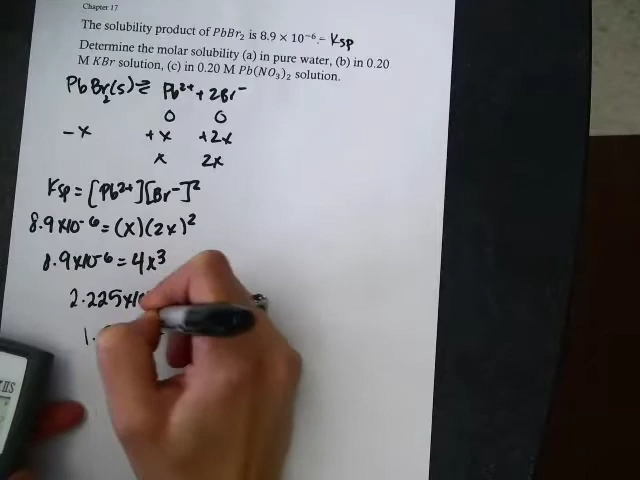 Chapter 17
The solubility product of PbBr₂ is 8.9 × 10⁻⁶ = Ksp
Determine the molar solubility (a) in pure water, (b) in 0.20
M KBr solution, (c) in 0.20 M Pb(NO₃)₂ solution.
PbBr₂(s) ⇌ Pb²⁺ + 2Br⁻
0 0
-x +x +2x
x 2x
Ksp = [Pb²⁺][Br⁻]²
8.9×10⁻⁶ = (x)(2x)²
8.9×10⁻⁶ = 4x³
2.225×10
1.